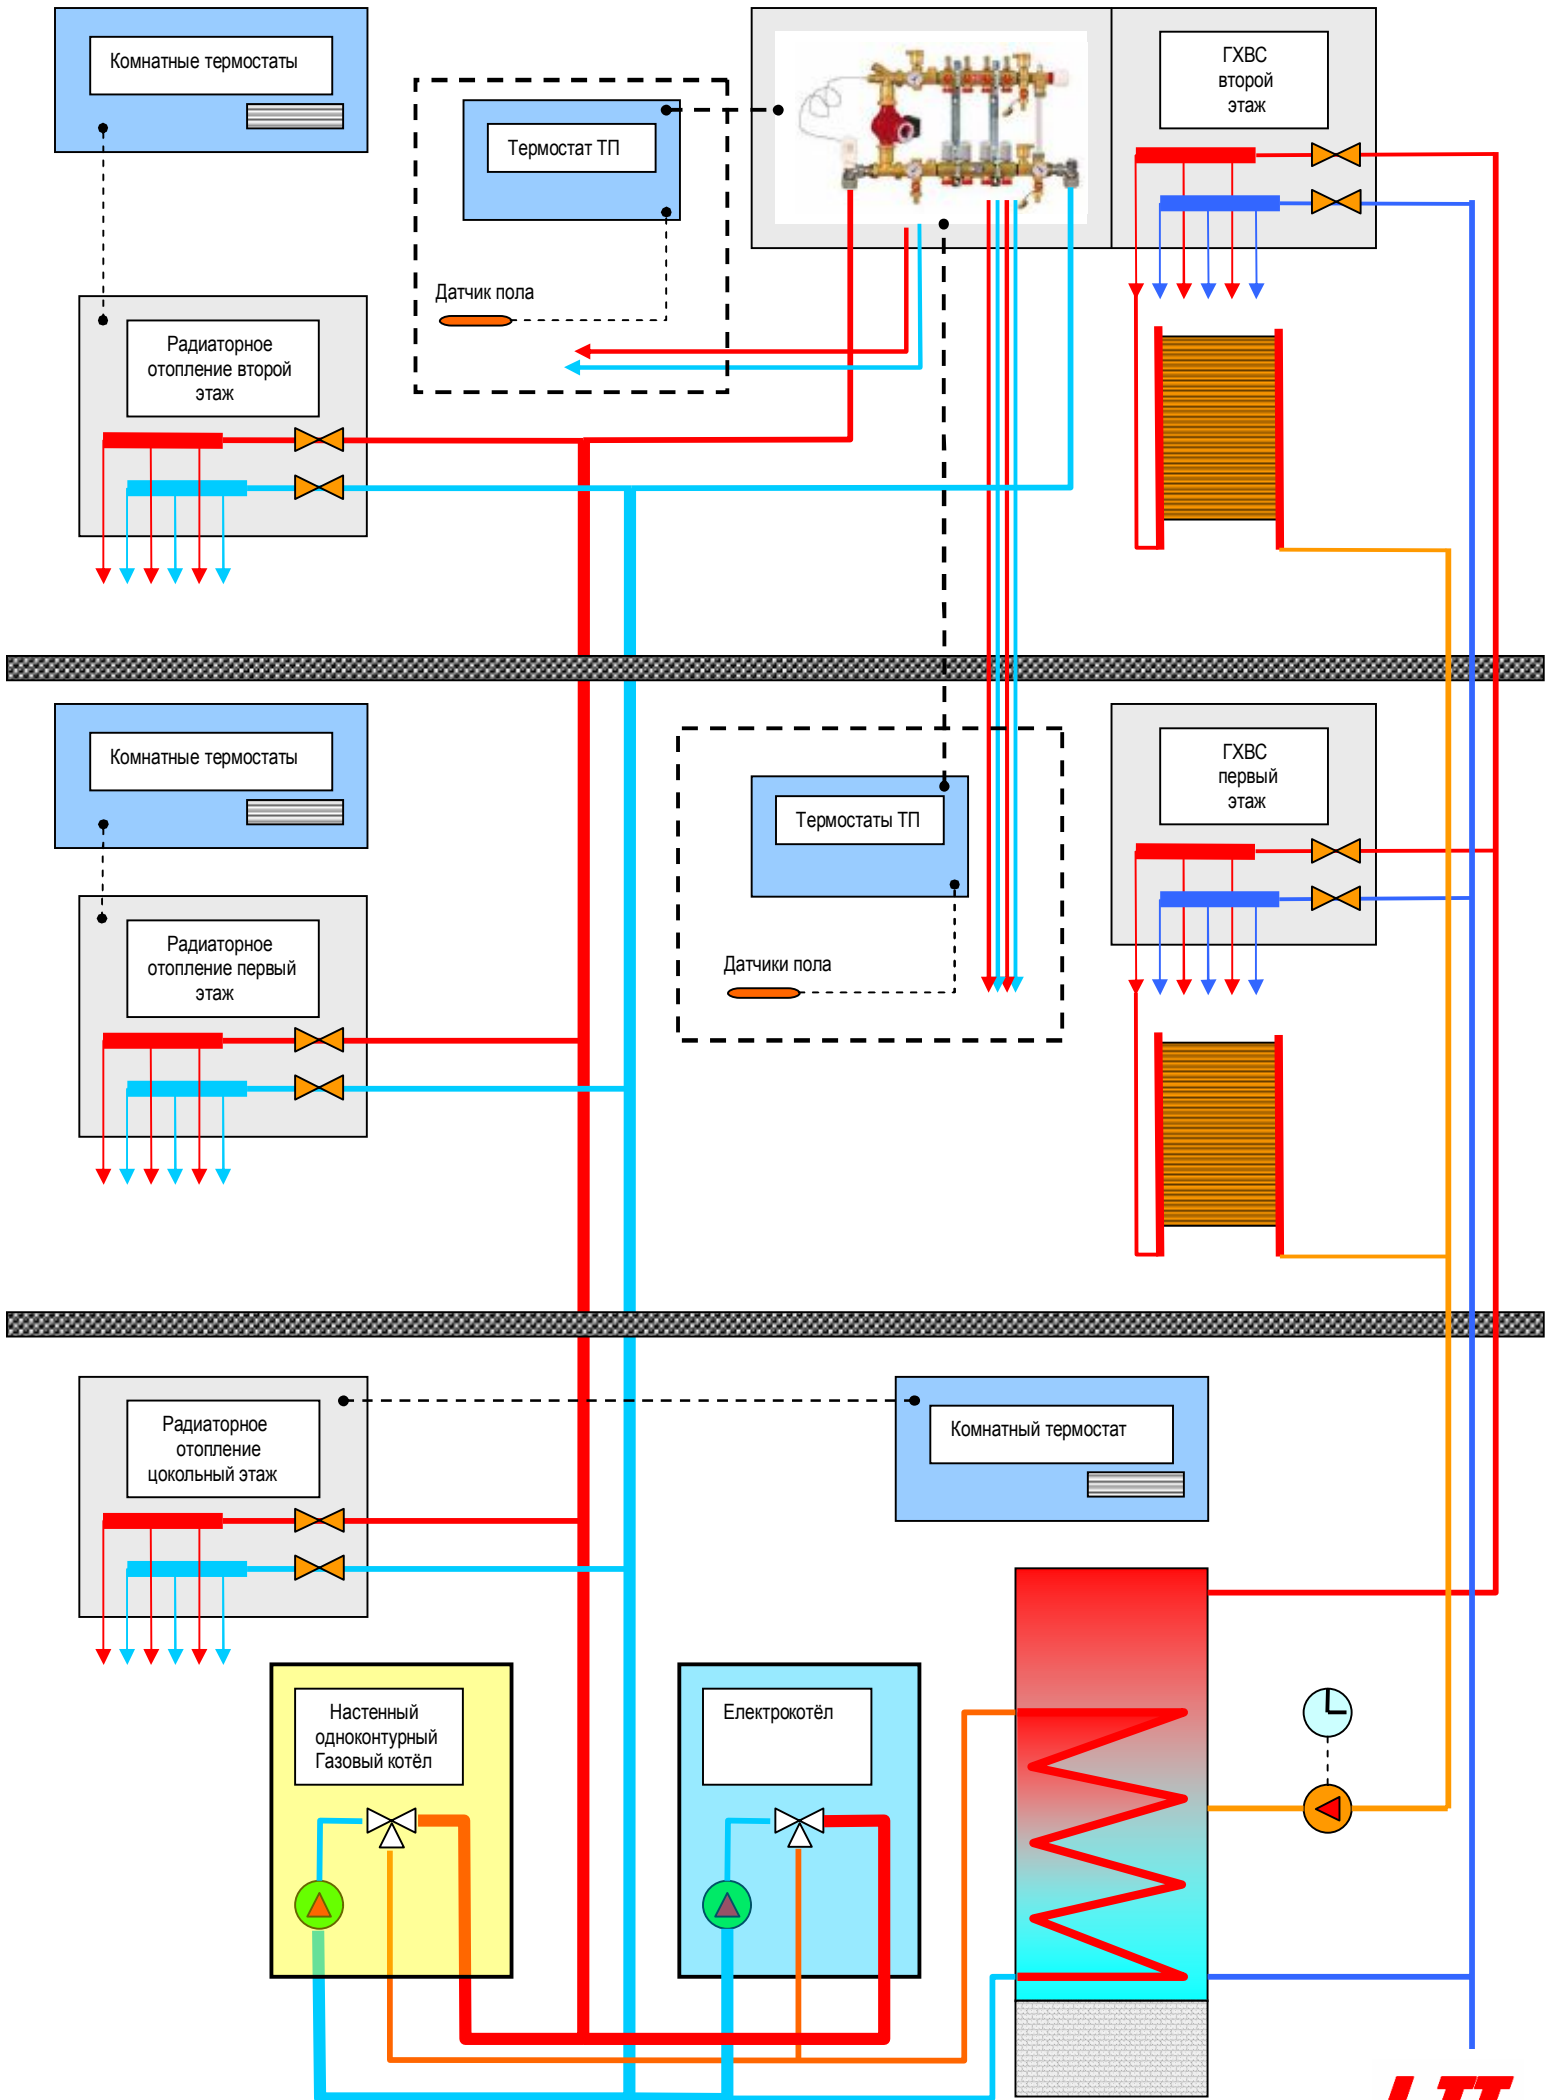 Комнатные термостаты
Термостат ТП
ГХВС
второй
этаж
Датчик пола
Радиаторное
отопление второй
этаж
Комнатные термостаты
Термостаты ТП
ГХВС
первый
этаж
Радиаторное
отопление первый
этаж
Датчики пола
Радиаторное
отопление
цокольный этаж
Комнатный термостат
Настенный
одноконтурный
Газовый котёл
Електрокотёл